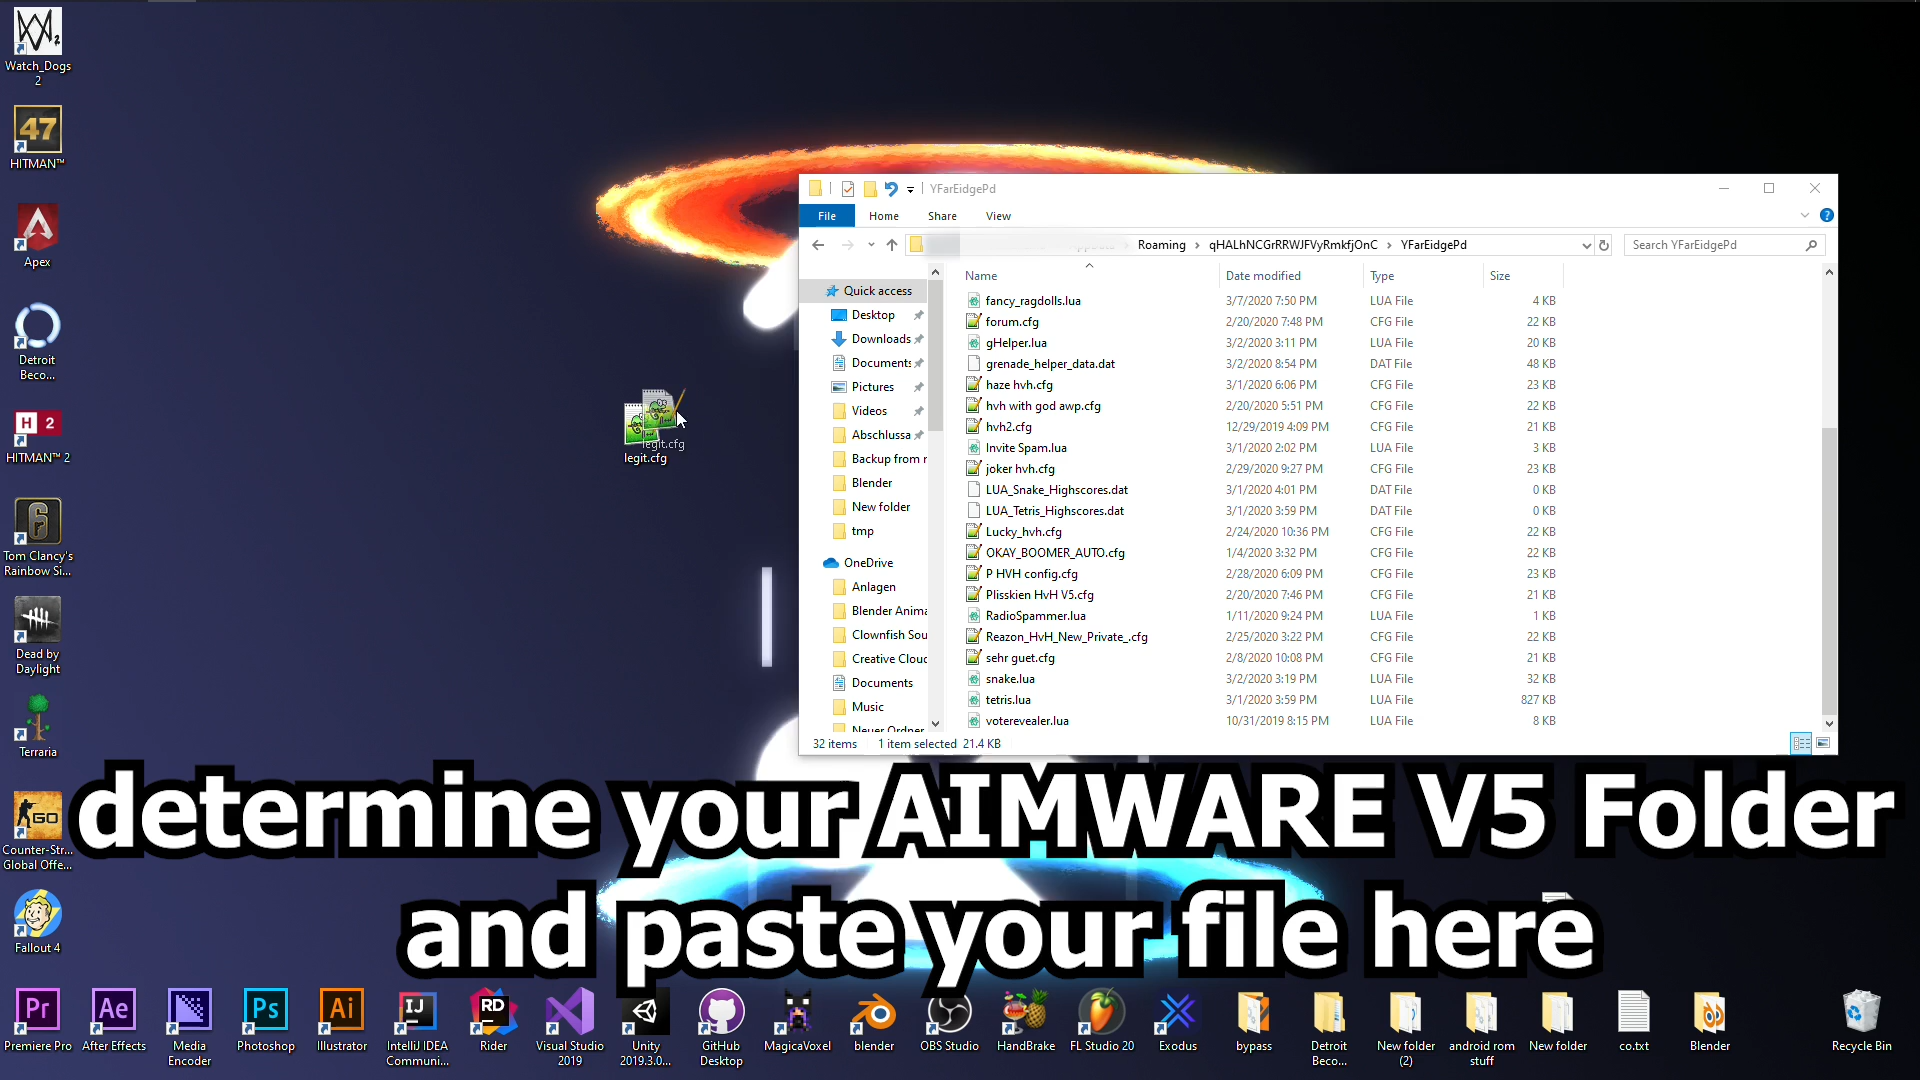 Watch_Dogs
2
47
HITMAN™
Apex
Detroit
Beco...
H 2
HITMAN™ 2
6
Tom Clancy's
Rainbow Si...
Dead by
Daylight
Terraria
GO
Counter-Str...
Global Offe...
Fallout 4
legit.cfg
legit.cfg
YFarEidgePd
File Home Share View
Roaming > qHALhNCGrRRWJFVyRmkfjOnC > YFarEidgePd
Search YFarEidgePd
Quick access
Desktop
Downloads
Documents
Pictures
Videos
Abschlussa
Backup from r
Blender
New folder
tmp
OneDrive
Anlagen
Blender Anima
Clownfish Sou
Creative Cloud
Documents
Music
Neuer Ordner
Name Date modified Type Size
fancy_ragdolls.lua 3/7/2020 7:50 PM LUA File 4 KB
forum.cfg 2/20/2020 7:48 PM CFG File 22 KB
gHelper.lua 3/2/2020 3:11 PM LUA File 20 KB
grenade_helper_data.dat 3/2/2020 8:54 PM DAT File 48 KB
haze hvh.cfg 3/1/2020 6:06 PM CFG File 23 KB
hvh with god awp.cfg 2/20/2020 5:51 PM CFG File 22 KB
hvh2.cfg 12/29/2019 4:09 PM CFG File 21 KB
Invite Spam.lua 3/1/2020 2:02 PM LUA File 3 KB
joker hvh.cfg 2/29/2020 9:27 PM CFG File 23 KB
LUA_Snake_Highscores.dat 3/1/2020 4:01 PM DAT File 0 KB
LUA_Tetris_Highscores.dat 3/1/2020 3:59 PM DAT File 0 KB
Lucky_hvh.cfg 2/24/2020 10:36 PM CFG File 22 KB
OKAY_BOOMER_AUTO.cfg 1/4/2020 3:32 PM CFG File 22 KB
P HVH config.cfg 2/28/2020 6:09 PM CFG File 23 KB
Plisskien HvH V5.cfg 2/20/2020 7:46 PM CFG File 21 KB
RadioSpammer.lua 1/11/2020 9:24 PM LUA File 1 KB
Reazon_HvH_New_Private_.cfg 2/25/2020 3:22 PM CFG File 22 KB
sehr guet.cfg 2/8/2020 10:08 PM CFG File 21 KB
snake.lua 3/2/2020 3:19 PM LUA File 32 KB
tetris.lua 3/1/2020 3:59 PM LUA File 827 KB
voterevealer.lua 10/31/2019 8:15 PM LUA File 8 KB
32 items 1 item selected 21.4 KB
determine your AIMWARE V5 Folder
and paste your file here
Pr Ae Ps Ai IJ RD
Premiere Pro
After Effects
Media
Encoder
Photoshop
Illustrator
IntelliJ IDEA
Communi...
Rider
Visual Studio
2019
Unity
2019.3.0...
GitHub
Desktop
MagicaVoxel
blender
OBS Studio
HandBrake
FL Studio 20
Exodus
bypass
Detroit
Beco...
New folder
(2)
android rom
stuff
New folder
co.txt
Blender
Recycle Bin